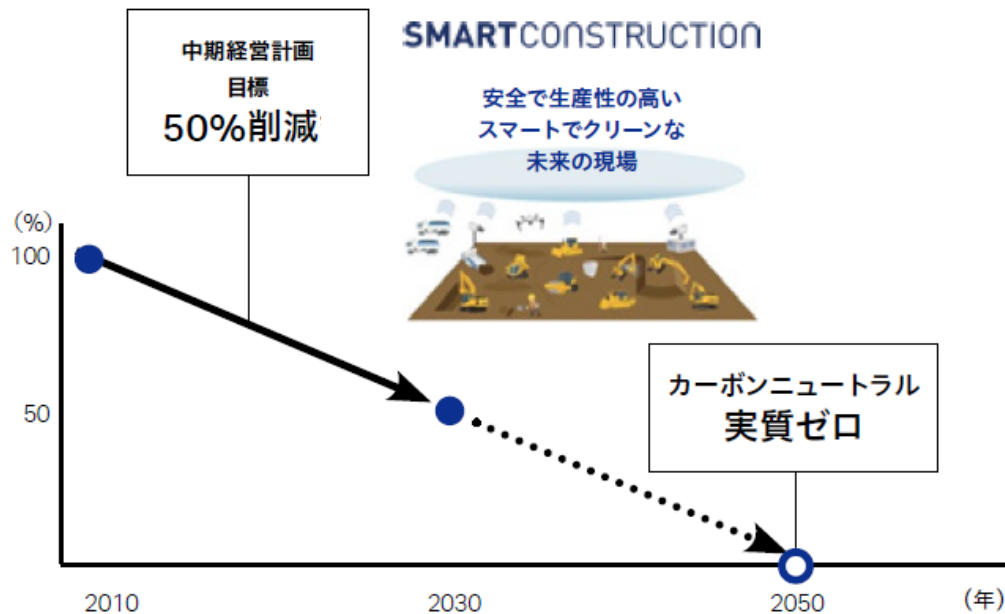 中期経営計画
目標
50%削減
SMARTCONSTRUCTION
安全で生産性の高い
スマートでクリーンな
未来の現場
(%)
100
50
カーボンニュートラル
実質ゼロ
2010
2030
2050
(年)